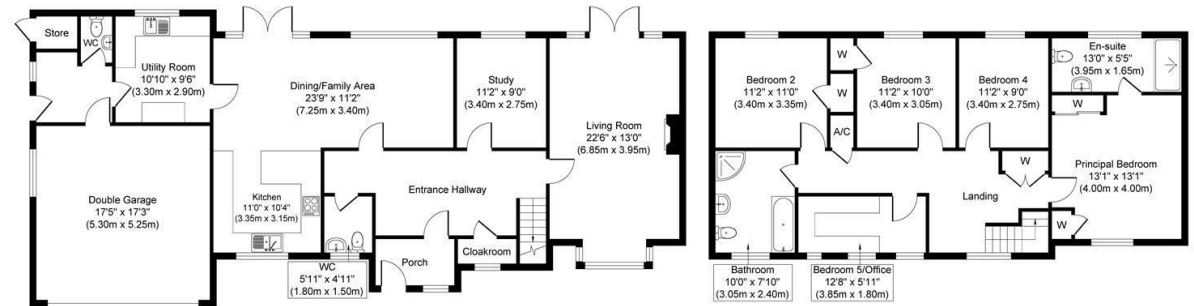 Store
WC
Utility Room
10'10" x 9'6"
(3.30m x 2.90m)
Dining/Family Area
23'9" x 11'2"
(7.25m x 3.40m)
Study
11'2" x 9'0"
(3.40m x 2.75m)
Living Room
22'6" x 13'0"
(6.85m x 3.95m)
Double Garage
17'5" x 17'3"
(5.30m x 5.25m)
Kitchen
11'0" x 10'4"
(3.35m x 3.15m)
Entrance Hallway
Cloakroom
Porch
WC
5'11" x 4'11"
(1.80m x 1.50m)
Bedroom 2
11'2" x 11'0"
(3.40m x 3.35m)
W
W
A/C
Bedroom 3
11'2" x 10'0"
(3.40m x 3.05m)
Bedroom 4
11'2" x 9'0"
(3.40m x 2.75m)
En-suite
13'0" x 5'5"
(3.95m x 1.65m)
W
W
Principal Bedroom
13'1" x 13'1"
(4.00m x 4.00m)
Landing
W
Bathroom
10'0" x 7'10"
(3.05m x 2.40m)
Bedroom 5/Office
12'8" x 5'11"
(3.85m x 1.80m)